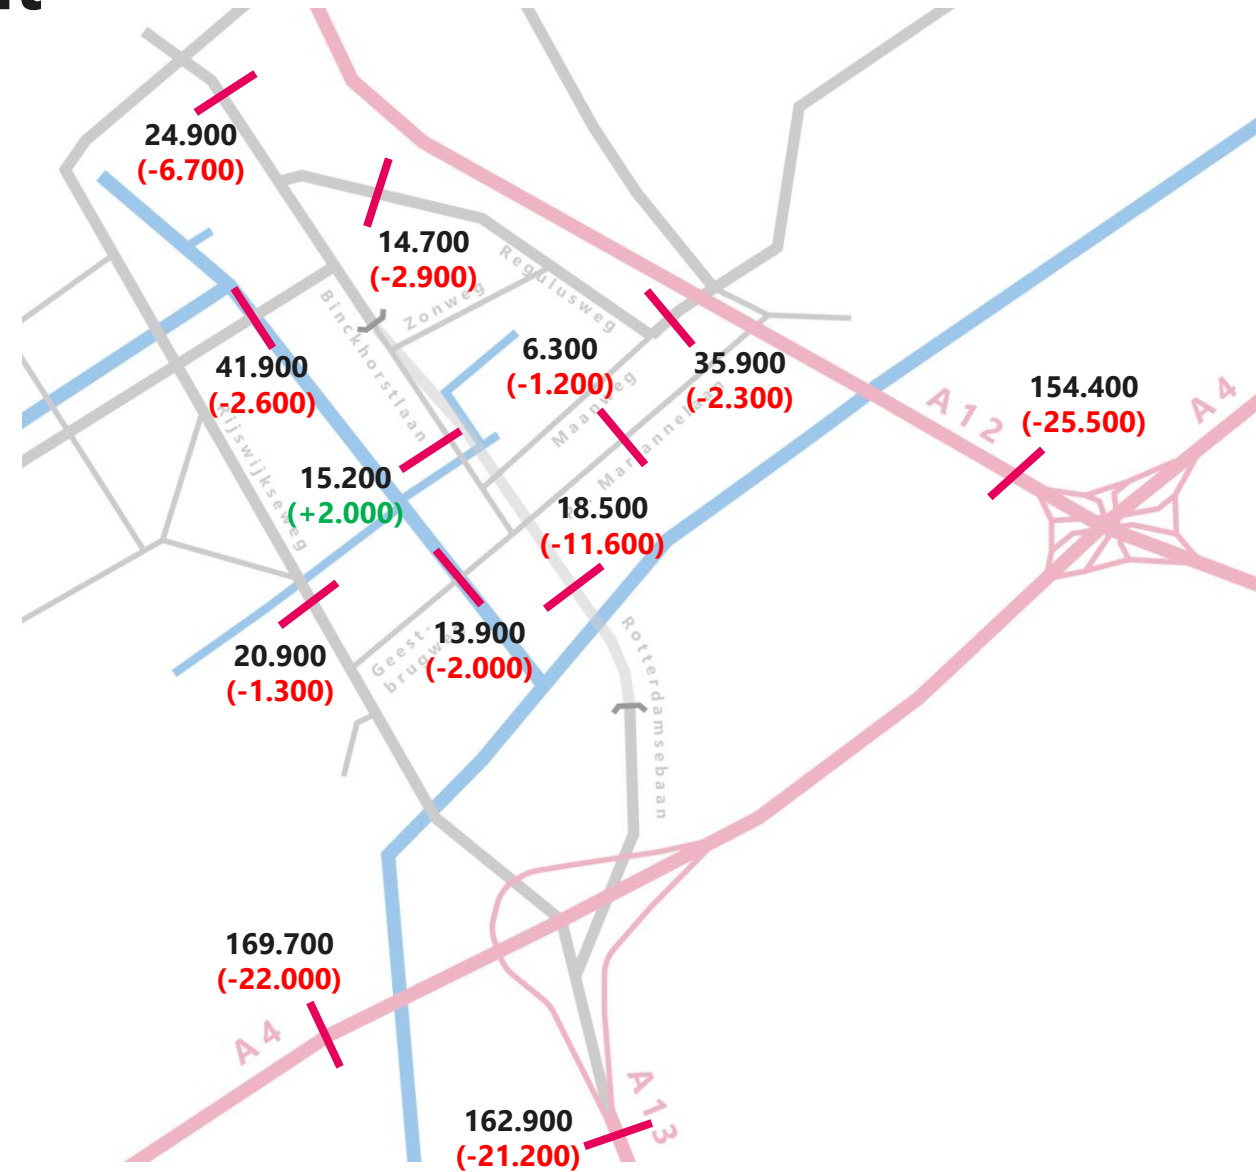 24.900
(-6.700)
14.700
(-2.900)
Regulusweg
Zonweg
Binckhorstlaan
6.300
(-1.200)
35.900
(-2.300)
41.900
(-2.600)
Maanweg
A12
154.400
(-25.500)
A4
Rijswijkseweg
15.200
(+2.000)
18.500
(-11.600)
13.900
(-2.000)
Geest-
20.900
(-1.300)
Rotterdamsebaan
169.700
(-22.000)
A4
A13
162.900
(-21.200)